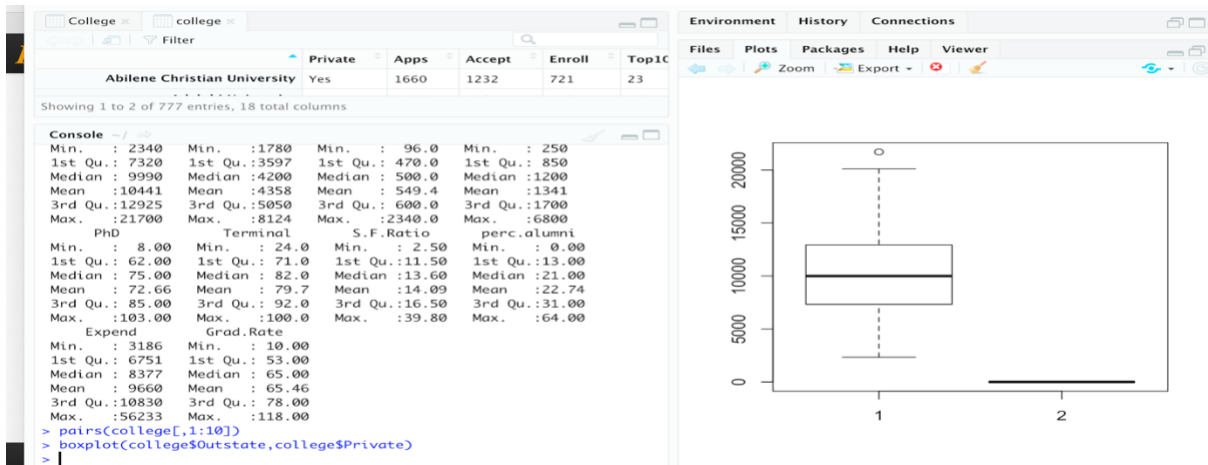 College college
Filter
Private Apps Accept Enroll Top10
Abilene Christian University Yes 1660 1232 721 23
Showing 1 to 2 of 777 entries, 18 total columns
Console ~/
Min. : 2340 Min. :1780 Min. : 96.0 Min. : 250
1st Qu.: 7320 1st Qu.:3597 1st Qu.: 470.0 1st Qu.: 850
Median : 9990 Median :4200 Median : 500.0 Median :1200
Mean :10441 Mean :4358 Mean : 549.4 Mean :1341
3rd Qu.:12925 3rd Qu.:5050 3rd Qu.: 600.0 3rd Qu.:1700
Max. :21700 Max. :8124 Max. :2340.0 Max. :6800
PhD Terminal S.F.Ratio perc.alumni
Min. : 8.00 Min. : 24.0 Min. : 2.50 Min. : 0.00
1st Qu.: 62.00 1st Qu.: 71.0 1st Qu.:11.50 1st Qu.:13.00
Median : 75.00 Median : 82.0 Median :13.60 Median :21.00
Mean : 72.66 Mean : 79.7 Mean :14.09 Mean :22.74
3rd Qu.: 85.00 3rd Qu.: 92.0 3rd Qu.:16.50 3rd Qu.:31.00
Max. :103.00 Max. :100.0 Max. :39.80 Max. :64.00
Expend Grad.Rate
Min. : 3186 Min. : 10.00
1st Qu.: 6751 1st Qu.: 53.00
Median : 8377 Median : 65.00
Mean : 9660 Mean : 65.46
3rd Qu.:10830 3rd Qu.: 78.00
Max. :56233 Max. :118.00
> pairs(college[,1:10])
> boxplot(college$Outstate,college$Private)
>
Environment History Connections
Files Plots Packages Help Viewer
Zoom Export
20000
15000
10000
5000
0
1 2